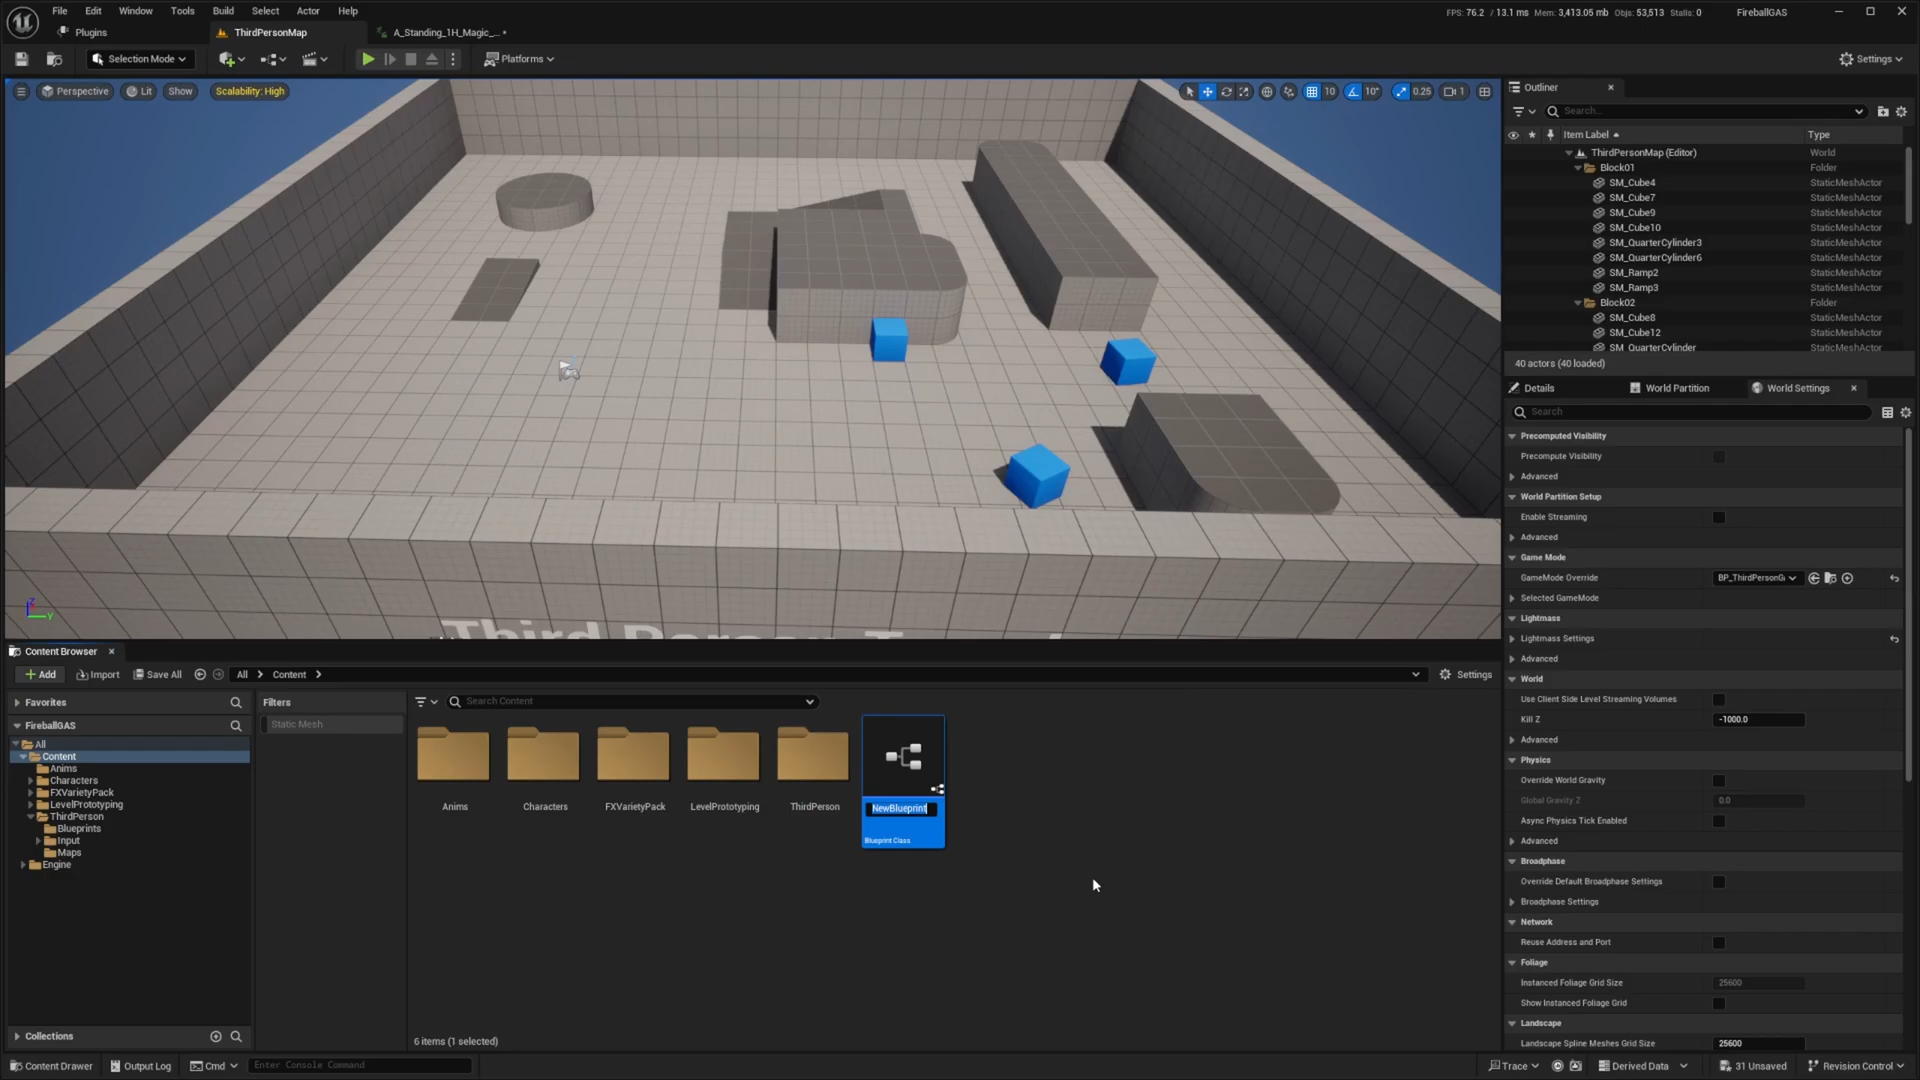 File Edit Window Tools Build Select Actor Help
FPS: 76.2 / 13.1 ms Mem: 3,413.05 mb Objs: 53,513 Stalls: 0 FireballGAS
Plugins ThirdPersonMap A_Standing_1H_Magic_... *
Selection Mode Platforms Settings
Perspective Lit Show Scalability: High 10 10° 0.25 1
Outliner
Search...
Item Label Type
ThirdPersonMap (Editor) World
Block01 Folder
SM_Cube4 StaticMeshActor
SM_Cube7 StaticMeshActor
SM_Cube9 StaticMeshActor
SM_Cube10 StaticMeshActor
SM_QuarterCylinder3 StaticMeshActor
SM_QuarterCylinder6 StaticMeshActor
SM_Ramp2 StaticMeshActor
SM_Ramp3 StaticMeshActor
Block02 Folder
SM_Cube8 StaticMeshActor
SM_Cube12 StaticMeshActor
SM_QuarterCylinder StaticMeshActor
40 actors (40 loaded)
Details World Partition World Settings
Search
Precomputed Visibility
Precompute Visibility
Advanced
World Partition Setup
Enable Streaming
Advanced
Game Mode
GameMode Override BP_ThirdPersonG
Selected GameMode
Lightmass
Lightmass Settings
Advanced
World
Use Client Side Level Streaming Volumes
Kill Z -1000.0
Advanced
Physics
Override World Gravity
Global Gravity Z 0.0
Async Physics Tick Enabled
Advanced
Broadphase
Override Default Broadphase Settings
Broadphase Settings
Network
Reuse Address and Port
Foliage
Instanced Foliage Grid Size 25600
Show Instanced Foliage Grid
Landscape
Landscape Spline Meshes Grid Size 25600
Z
Y
Third Person
Content Browser
Add Import Save All All Content Settings
Favorites
FireballGAS
All
Content
Anims
Characters
FXVarietyPack
LevelPrototyping
ThirdPerson
Blueprints
Input
Maps
Engine
Collections
Filters
Static Mesh
Search Content
Anims Characters FXVarietyPack LevelPrototyping ThirdPerson NewBlueprint
Blueprint Class
6 items (1 selected)
Content Drawer Output Log Cmd Enter Console Command Trace Derived Data 31 Unsaved Revision Control